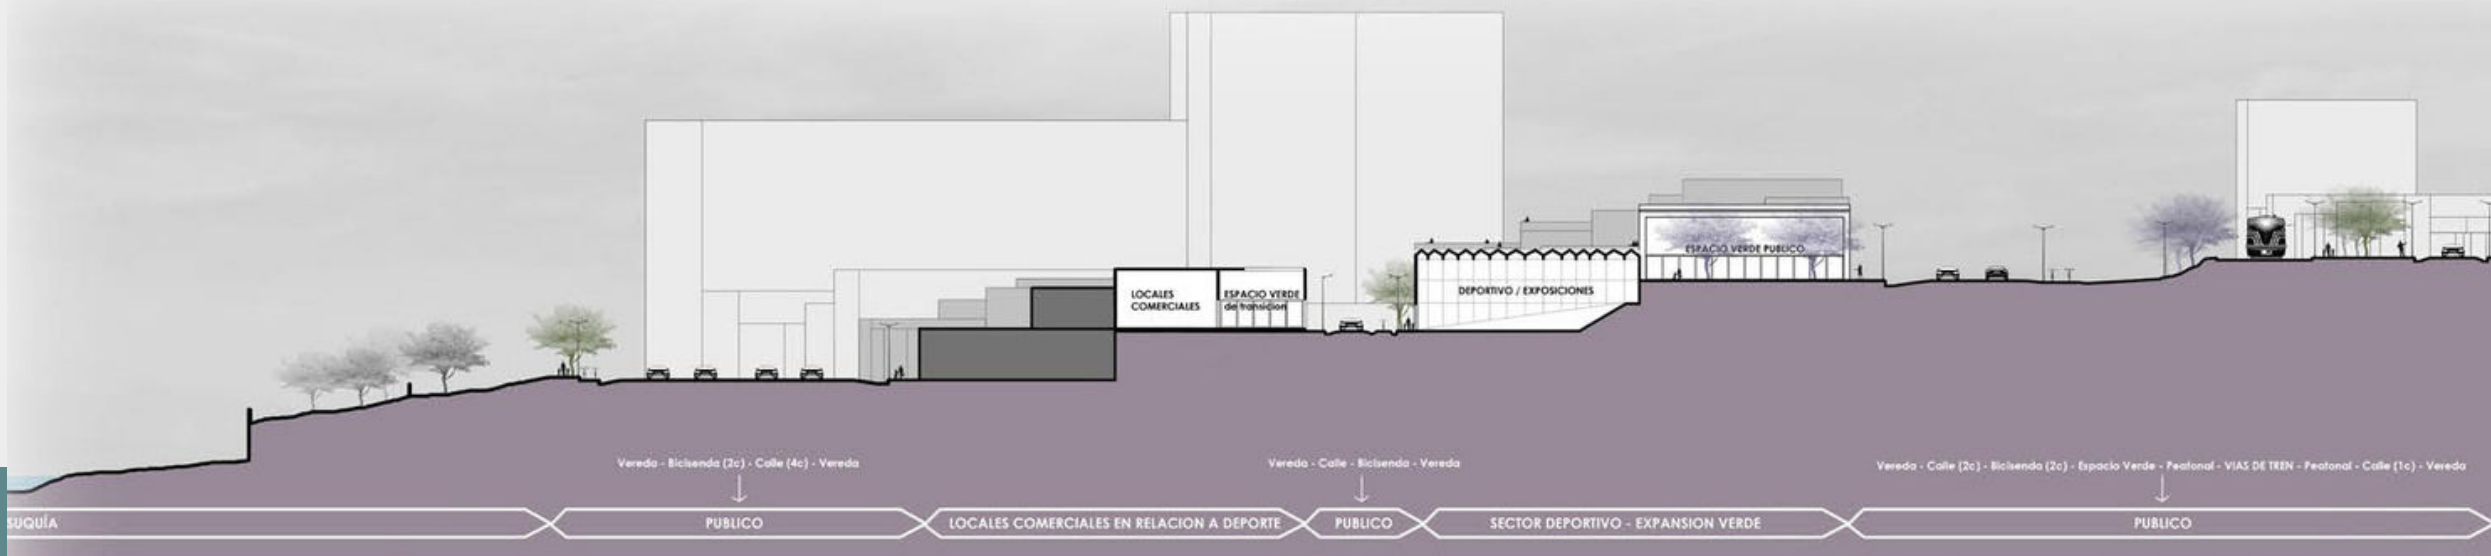 LOCALES
COMERCIALES
ESPACIO VERDE
de transicion
DEPORTIVO / EXPOSICIONES
ESPACIO VERDE PUBLICO
Vereda - Bicisenda (2c) - Calle (4c) - Vereda
Vereda - Calle - Bicisenda - Vereda
Vereda - Calle (2c) - Bicisenda (2c) - Espacio Verde - Peatonal - VIAS DE TREN - Peatonal - Calle (1c) - Vereda
SUQUÍA
PUBLICO
LOCALES COMERCIALES EN RELACION A DEPORTE
PUBLICO
SECTOR DEPORTIVO - EXPANSION VERDE
PUBLICO